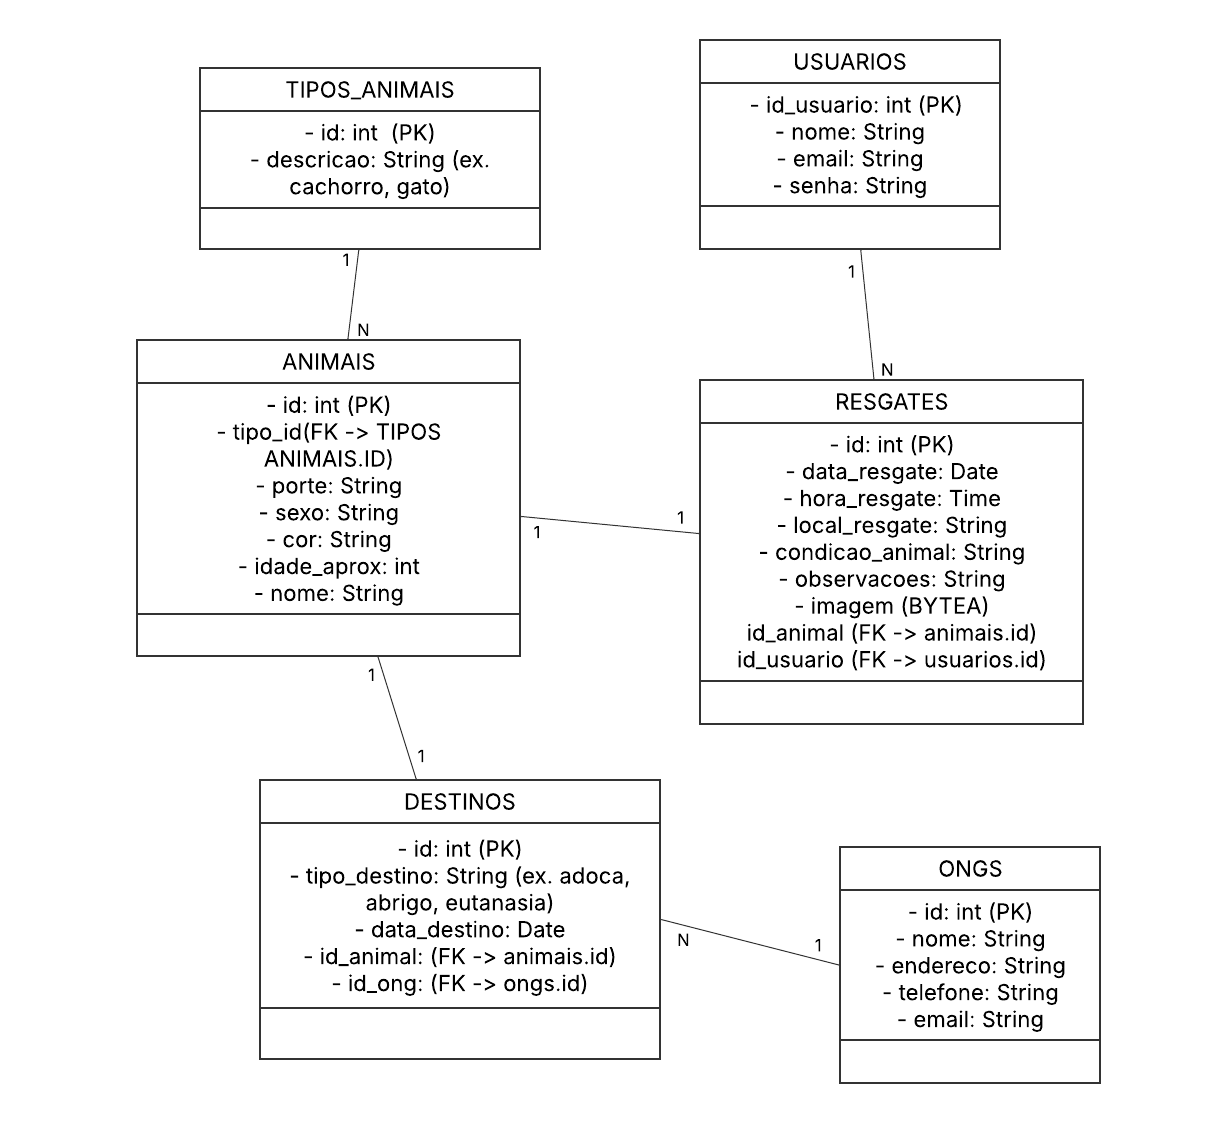 TIPOS_ANIMAIS
- id: int  (PK)
- descricao: String (ex.
cachorro, gato)
1
N
USUARIOS
- id_usuario: int (PK)
- nome: String
- email: String
- senha: String
1
N
ANIMAIS
- id: int (PK)
- tipo_id(FK -> TIPOS
ANIMAIS.ID)
- porte: String
- sexo: String
- cor: String
- idade_aprox: int
- nome: String
1
1
RESGATES
- id: int (PK)
- data_resgate: Date
- hora_resgate: Time
- local_resgate: String
- condicao_animal: String
- observacoes: String
- imagem (BYTEA)
id_animal (FK -> animais.id)
id_usuario (FK -> usuarios.id)
1
1
DESTINOS
- id: int (PK)
- tipo_destino: String (ex. adoca,
abrigo, eutanasia)
- data_destino: Date
- id_animal: (FK -> animais.id)
- id_ong: (FK -> ongs.id)
N
1
ONGS
- id: int (PK)
- nome: String
- endereco: String
- telefone: String
- email: String